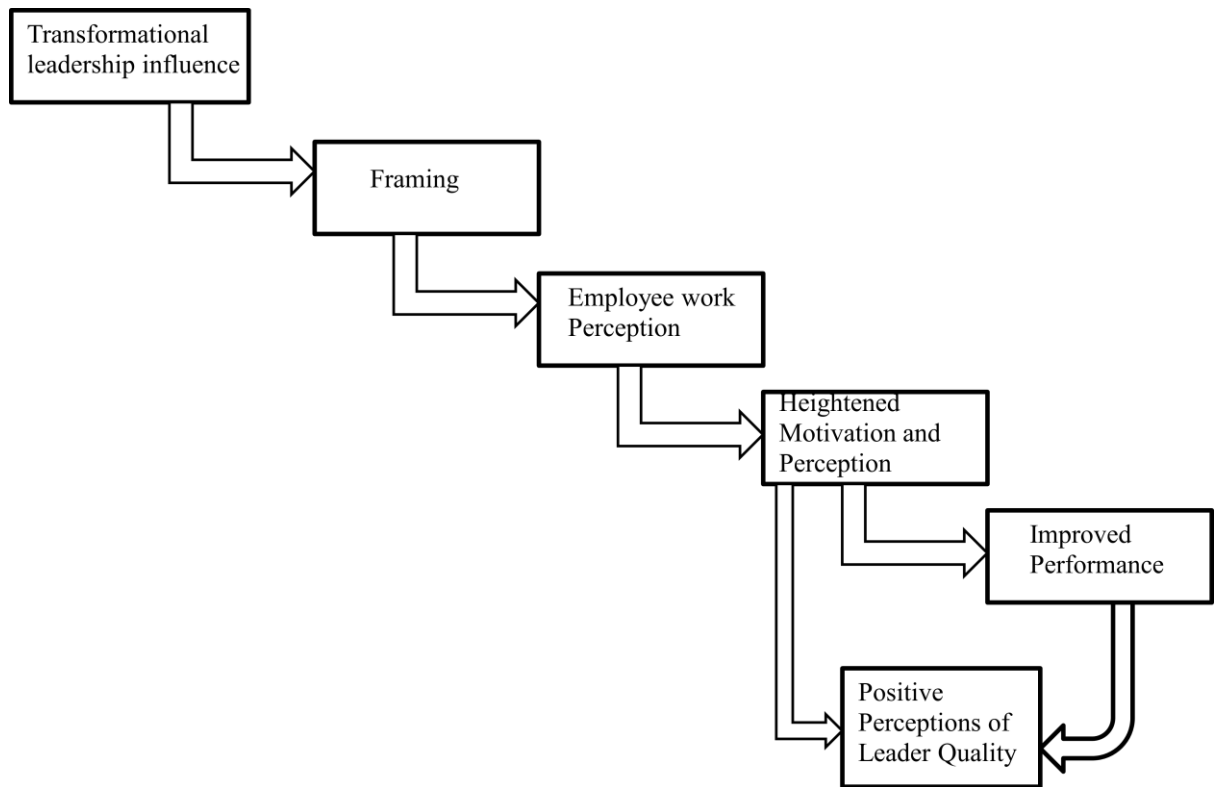 Transformational
leadership influence
Framing
Employee work
Perception
Heightened
Motivation and
Perception
Improved
Performance
Positive
Perceptions of
Leader Quality